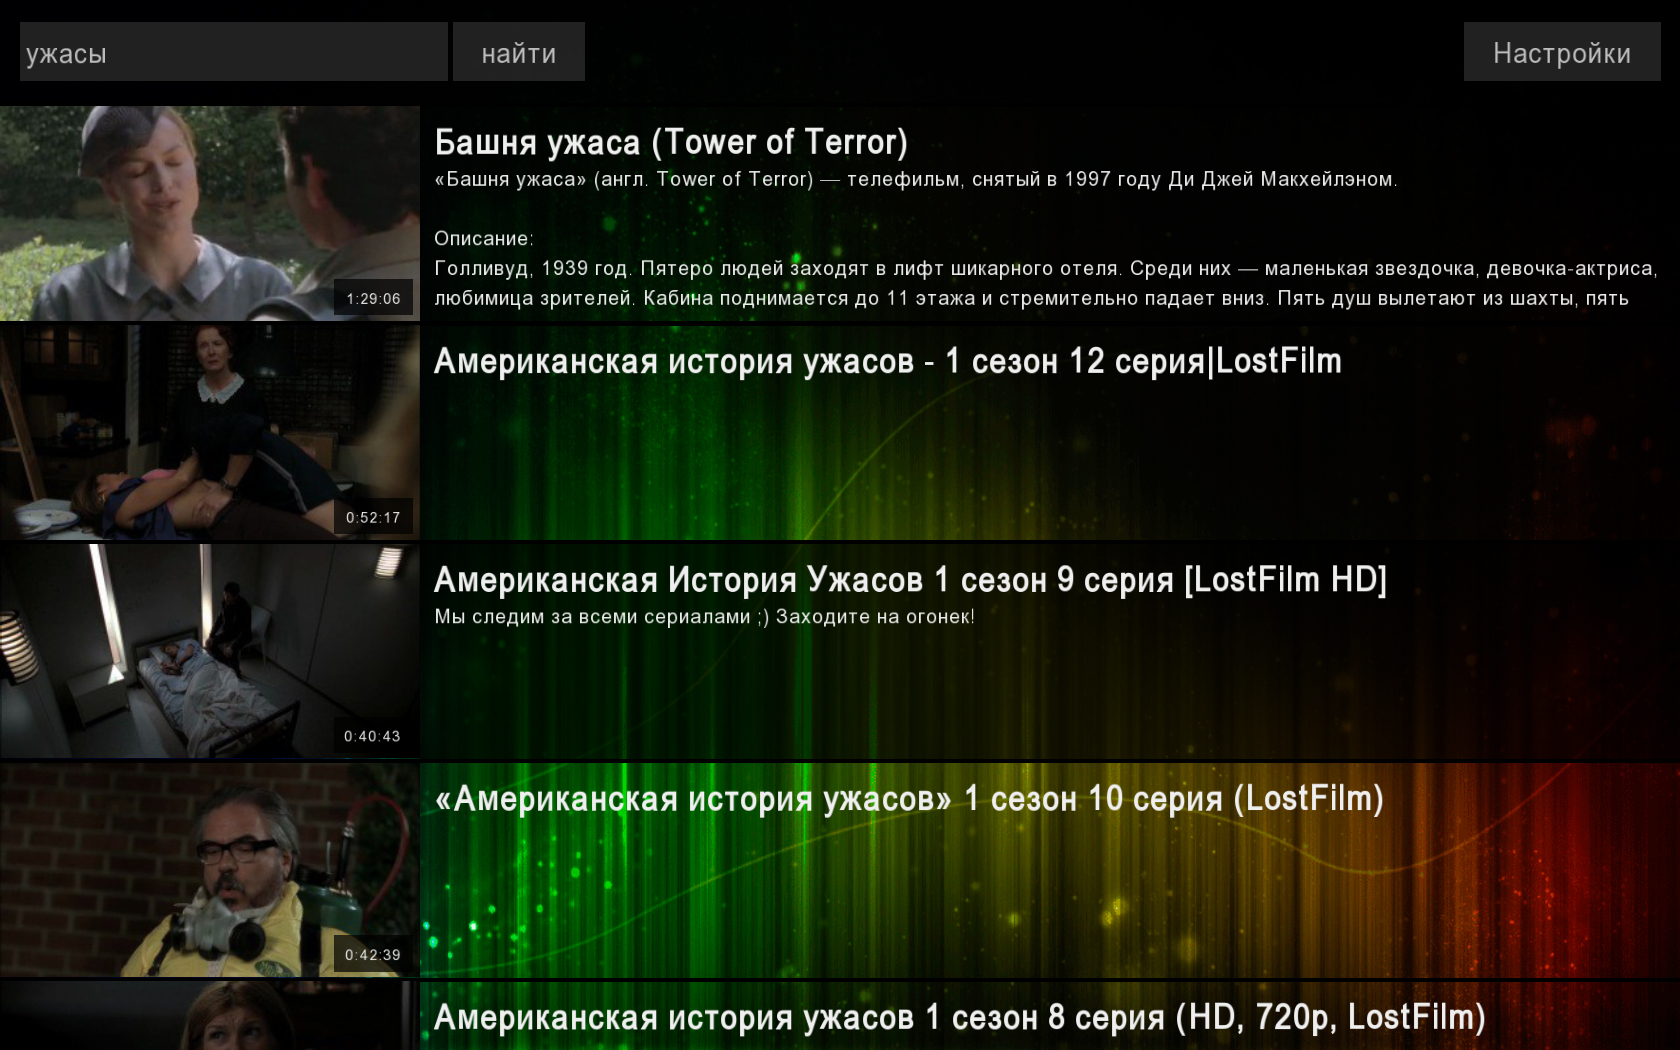 ужасы
найти
Настройки
Башня ужаса (Tower of Terror)
«Башня ужаса» (англ. Tower of Terror) — телефильм, снятый в 1997 году Ди Джей Макхейлэном.
Описание:
Голливуд, 1939 год. Пятеро людей заходят в лифт шикарного отеля. Среди них — маленькая звездочка, девочка-актриса,
любимица зрителей. Кабина поднимается до 11 этажа и стремительно падает вниз. Пять душ вылетают из шахты, пять
1:29:06
Американская история ужасов - 1 сезон 12 серия|LostFilm
0:52:17
Американская История Ужасов 1 сезон 9 серия [LostFilm HD]
Мы следим за всеми сериалами ;) Заходите на огонек!
0:40:43
«Американская история ужасов» 1 сезон 10 серия (LostFilm)
0:42:39
Американская история ужасов 1 сезон 8 серия (HD, 720p, LostFilm)